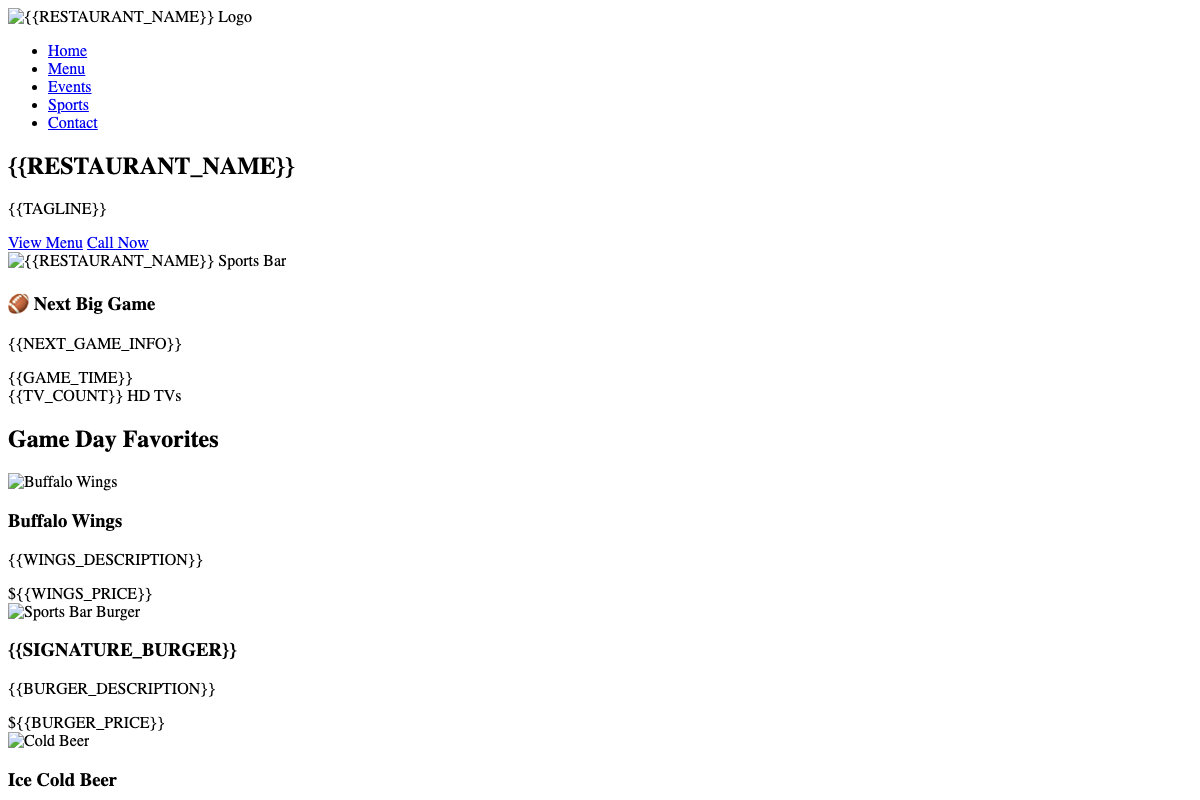 {{RESTAURANT_NAME}} Logo
Home
Menu
Events
Sports
Contact
{{RESTAURANT_NAME}}
{{TAGLINE}}
View Menu Call Now
{{RESTAURANT_NAME}} Sports Bar
🏈 Next Big Game
{{NEXT_GAME_INFO}}
{{GAME_TIME}}
{{TV_COUNT}} HD TVs
Game Day Favorites
Buffalo Wings
Buffalo Wings
{{WINGS_DESCRIPTION}}
${{WINGS_PRICE}}
Sports Bar Burger
{{SIGNATURE_BURGER}}
{{BURGER_DESCRIPTION}}
${{BURGER_PRICE}}
Cold Beer
Ice Cold Beer